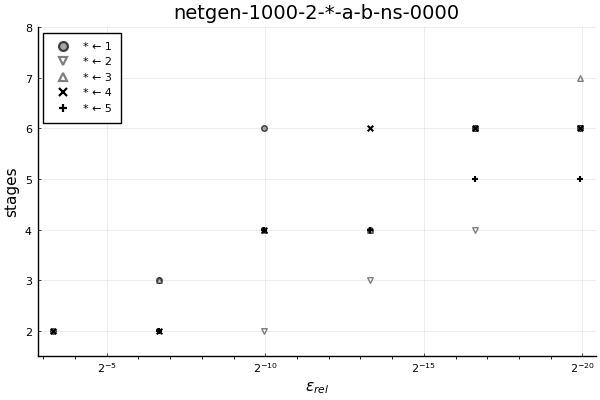 netgen-1000-2-*-a-b-ns-0000
8
7
6
5
4
3
2
stages
* ← 1
* ← 2
* ← 3
* ← 4
* ← 5
2⁻⁵ 2⁻¹⁰ 2⁻¹⁵ 2⁻²⁰
ε_rel